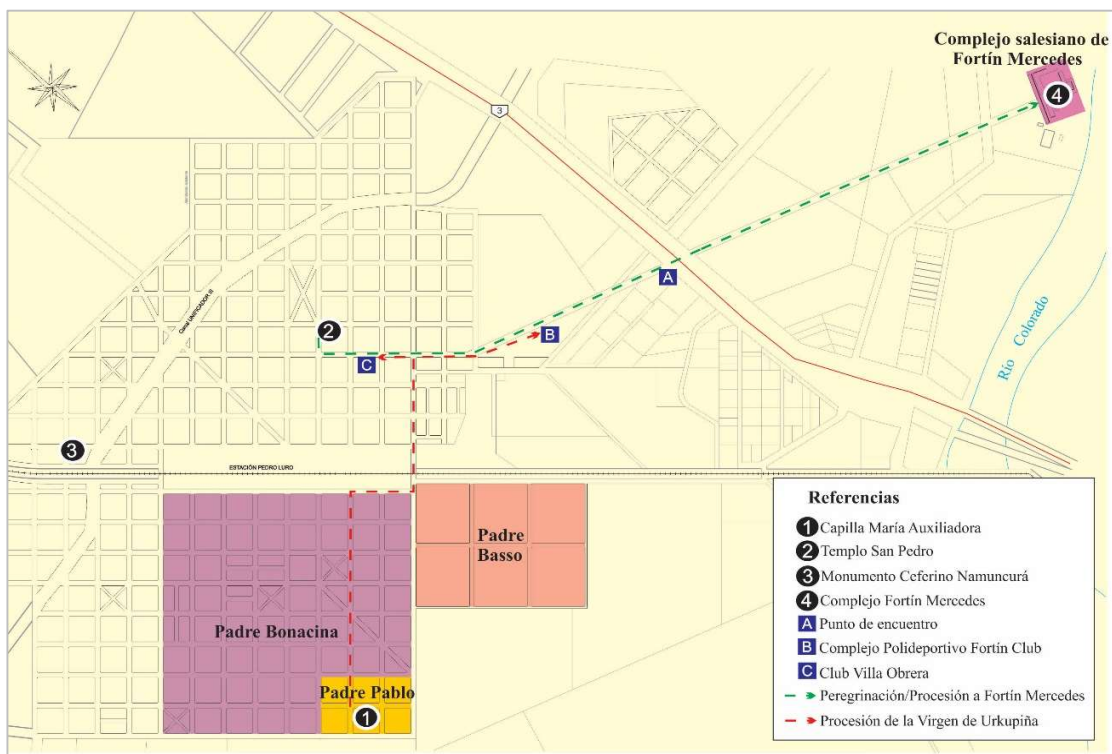 Complejo salesiano de
Fortín Mercedes
4
3
A
Canal UNIFICADOR III
2
B
C
Río Colorado
3
ESTACIÓN PEDRO LURO
Padre
Basso
Padre Bonacina
Padre Pablo
1
Referencias
1 Capilla María Auxiliadora
2 Templo San Pedro
3 Monumento Ceferino Namuncurá
4 Complejo Fortín Mercedes
A Punto de encuentro
B Complejo Polideportivo Fortín Club
C Club Villa Obrera
Peregrinación/Procesión a Fortín Mercedes
Procesión de la Virgen de Urkupiña